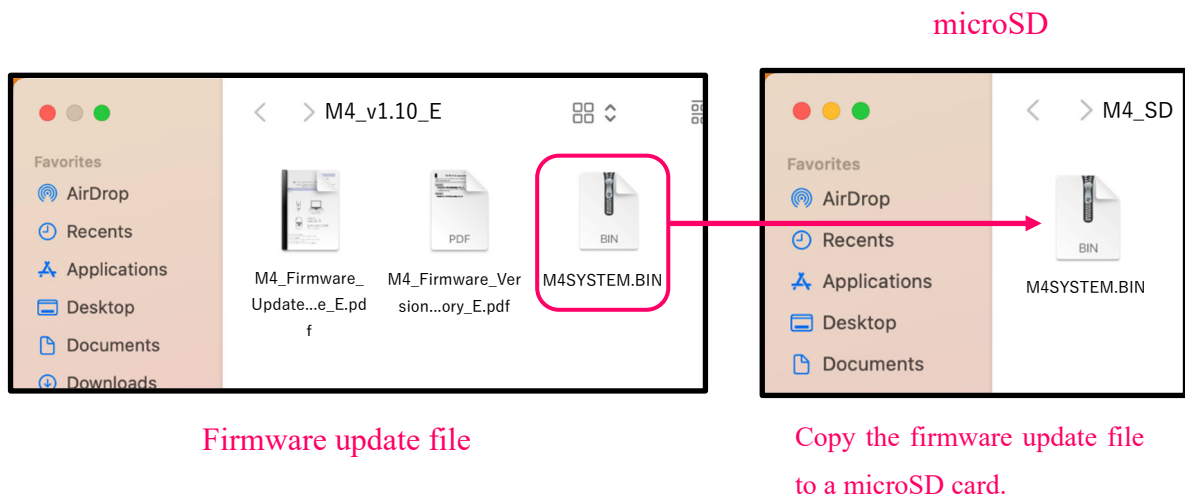 microSD
M4_v1.10_E
Favorites
AirDrop
Recents
Applications
Desktop
Documents
Downloads
PDF
BIN
M4_Firmware_
Update...e_E.pd
f
M4_Firmware_Ver
sion...ory_E.pdf
M4SYSTEM.BIN
M4_SD
Favorites
AirDrop
Recents
Applications
Desktop
Documents
BIN
M4SYSTEM.BIN
Firmware update file
Copy the firmware update file
to a microSD card.